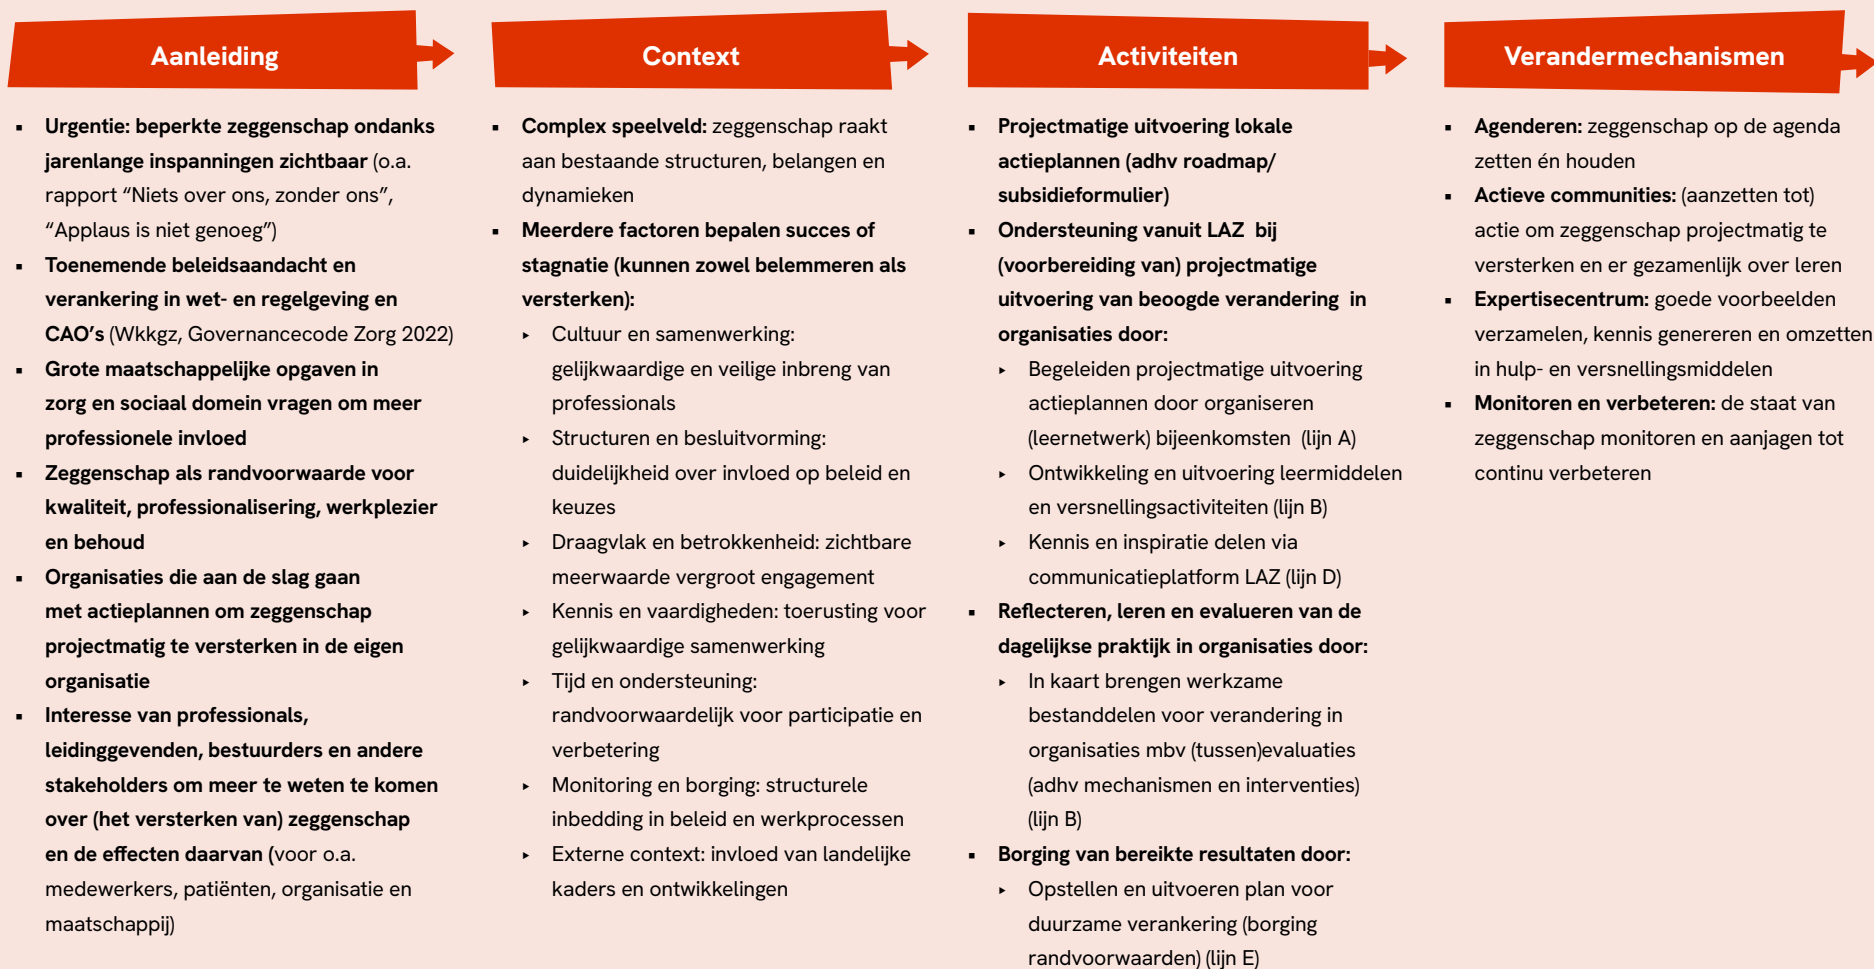 Aanleiding
Urgentie: beperkte zeggenschap ondanks
jarenlange inspanningen zichtbaar (o.a.
rapport “Niets over ons, zonder ons”,
“Applaus is niet genoeg”)
Toenemende beleidsaandacht en
verankering in wet- en regelgeving en
CAO’s (Wkkgz, Governancecode Zorg 2022)
Grote maatschappelijke opgaven in
zorg en sociaal domein vragen om meer
professionele invloed
Zeggenschap als randvoorwaarde voor
kwaliteit, professionalisering, werkplezier
en behoud
Organisaties die aan de slag gaan
met actieplannen om zeggenschap
projectmatig te versterken in de eigen
organisatie
Interesse van professionals,
leidinggevenden, bestuurders en andere
stakeholders om meer te weten te komen
over (het versterken van) zeggenschap
en de effecten daarvan (voor o.a.
medewerkers, patiënten, organisatie en
maatschappij)
Context
Complex speelveld: zeggenschap raakt
aan bestaande structuren, belangen en
dynamieken
Meerdere factoren bepalen succes of
stagnatie (kunnen zowel belemmeren als
versterken):
Cultuur en samenwerking:
gelijkwaardige en veilige inbreng van
professionals
Structuren en besluitvorming:
duidelijkheid over invloed op beleid en
keuzes
Draagvlak en betrokkenheid: zichtbare
meerwaarde vergroot engagement
Kennis en vaardigheden: toerusting voor
gelijkwaardige samenwerking
Tijd en ondersteuning:
randvoorwaardelijk voor participatie en
verbetering
Monitoring en borging: structurele
inbedding in beleid en werkprocessen
Externe context: invloed van landelijke
kaders en ontwikkelingen
Activiteiten
Projectmatige uitvoering lokale
actieplannen (adhv roadmap/
subsidieformulier)
Ondersteuning vanuit LAZ bij
(voorbereiding van) projectmatige
uitvoering van beoogde verandering in
organisaties door:
Begeleiden projectmatige uitvoering
actieplannen door organiseren
(leernetwerk) bijeenkomsten (lijn A)
Ontwikkeling en uitvoering leermiddelen
en versnellingsactiviteiten (lijn B)
Kennis en inspiratie delen via
communicatieplatform LAZ (lijn D)
Reflecteren, leren en evalueren van de
dagelijkse praktijk in organisaties door:
In kaart brengen werkzame
bestanddelen voor verandering in
organisaties mbv (tussen)evaluaties
(adhv mechanismen en interventies)
(lijn B)
Borging van bereikte resultaten door:
Opstellen en uitvoeren plan voor
duurzame verankering (borging
randvoorwaarden) (lijn E)
Verandermechanismen
Agenderen: zeggenschap op de agenda
zetten én houden
Actieve communities: (aanzetten tot)
actie om zeggenschap projectmatig te
versterken en er gezamenlijk over leren
Expertisecentrum: goede voorbeelden
verzamelen, kennis genereren en omzetten
in hulp- en versnellingsmiddelen
Monitoren en verbeteren: de staat van
zeggenschap monitoren en aanjagen tot
continu verbeteren